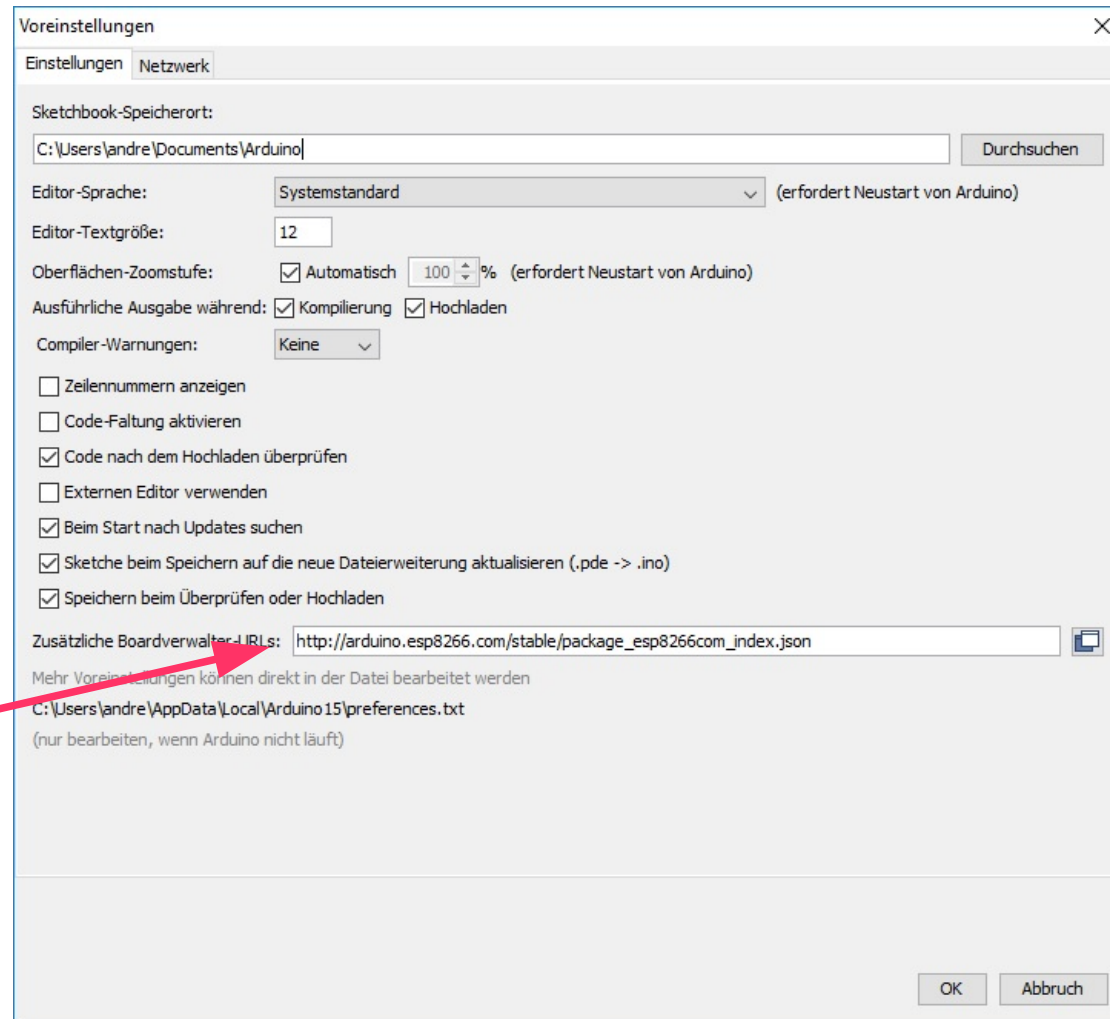 Voreinstellungen
Einstellungen Netzwerk
Sketchbook-Speicherort:
C:\Users\andre\Documents\Arduino Durchsuchen
Editor-Sprache: Systemstandard (erfordert Neustart von Arduino)
Editor-Textgröße: 12
Oberflächen-Zoomstufe: Automatisch 100 % (erfordert Neustart von Arduino)
Ausführliche Ausgabe während: Kompilierung Hochladen
Compiler-Warnungen: Keine
Zeilennummern anzeigen
Code-Faltung aktivieren
Code nach dem Hochladen überprüfen
Externen Editor verwenden
Beim Start nach Updates suchen
Sketche beim Speichern auf die neue Dateierweiterung aktualisieren (.pde -> .ino)
Speichern beim Überprüfen oder Hochladen
Zusätzliche Boardverwalter-URLs: http://arduino.esp8266.com/stable/package_esp8266com_index.json
Mehr Voreinstellungen können direkt in der Datei bearbeitet werden
C:\Users\andre\AppData\Local\Arduino15\preferences.txt
(nur bearbeiten, wenn Arduino nicht läuft)
OK Abbruch